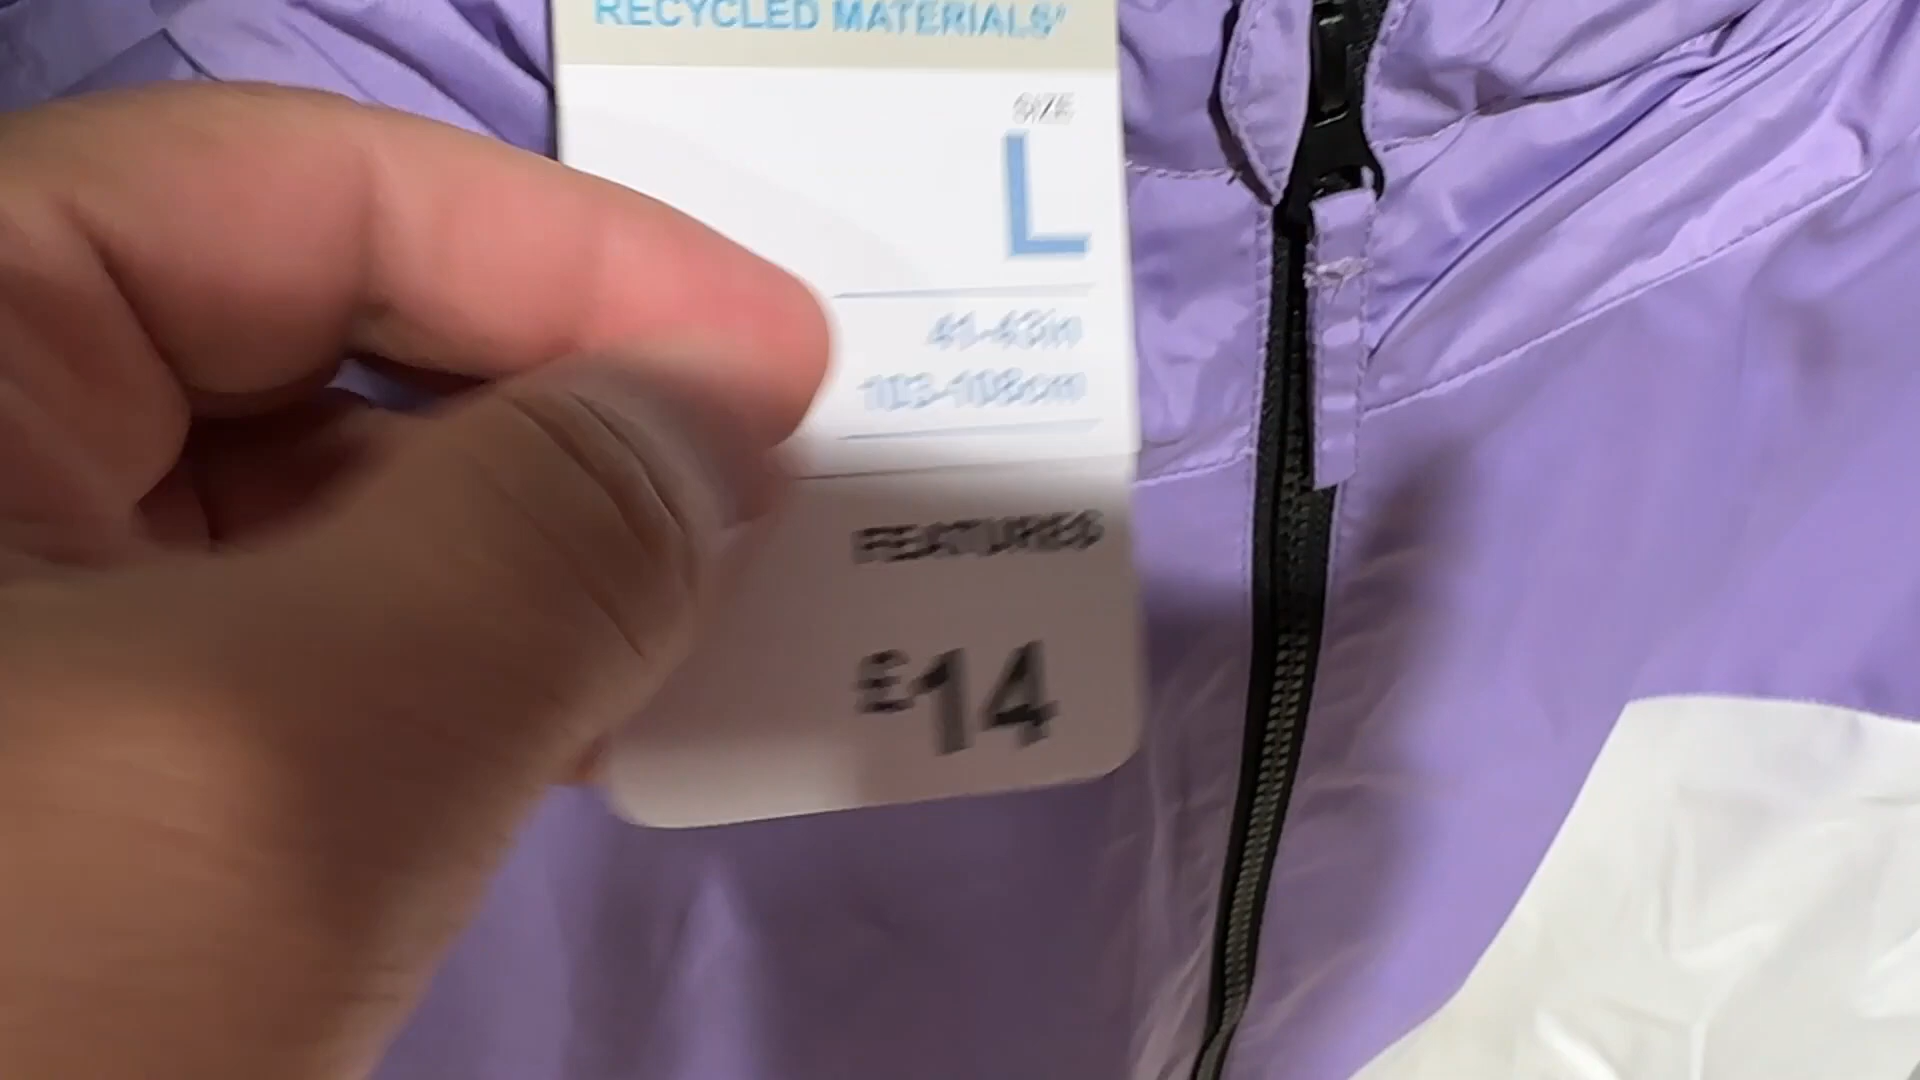 RECYCLED MATERIALS*
SIZE
L
41-43in
103-108cm
FEATURES
£14